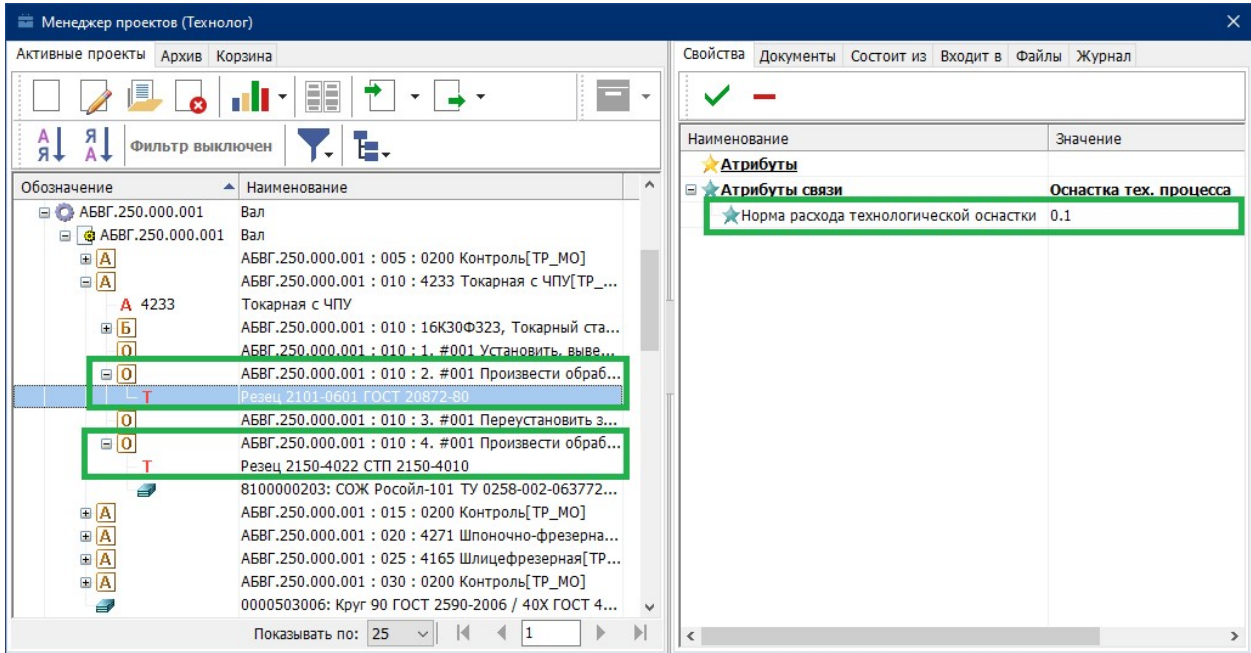 Менеджер проектов (Технолог)
Активные проекты Архив Корзина
Фильтр выключен
Обозначение Наименование
АБВГ.250.000.001 Вал
АБВГ.250.000.001 Вал
А АБВГ.250.000.001 : 005 : 0200 Контроль[ТР_МО]
А АБВГ.250.000.001 : 010 : 4233 Токарная с ЧПУ[ТР_...
А 4233 Токарная с ЧПУ
Б АБВГ.250.000.001 : 010 : 16К30Ф323, Токарный ста...
О АБВГ.250.000.001 : 010 : 1. #001 Установить, выве...
О АБВГ.250.000.001 : 010 : 2. #001 Произвести обраб...
Т Резец 2101-0601 ГОСТ 20872-80
О АБВГ.250.000.001 : 010 : 3. #001 Переустановить з...
О АБВГ.250.000.001 : 010 : 4. #001 Произвести обраб...
Т Резец 2150-4022 СТП 2150-4010
8100000203: СОЖ Росойл-101 ТУ 0258-002-063772...
А АБВГ.250.000.001 : 015 : 0200 Контроль[ТР_МО]
А АБВГ.250.000.001 : 020 : 4271 Шпоночно-фрезерна...
А АБВГ.250.000.001 : 025 : 4165 Шлицефрезерная[ТР...
А АБВГ.250.000.001 : 030 : 0200 Контроль[ТР_МО]
0000503006: Круг 90 ГОСТ 2590-2006 / 40Х ГОСТ 4...
Показывать по: 25 1
Свойства Документы Состоит из Входит в Файлы Журнал
Наименование Значение
Атрибуты
Атрибуты связи Оснастка тех. процесса
Норма расхода технологической оснастки 0.1